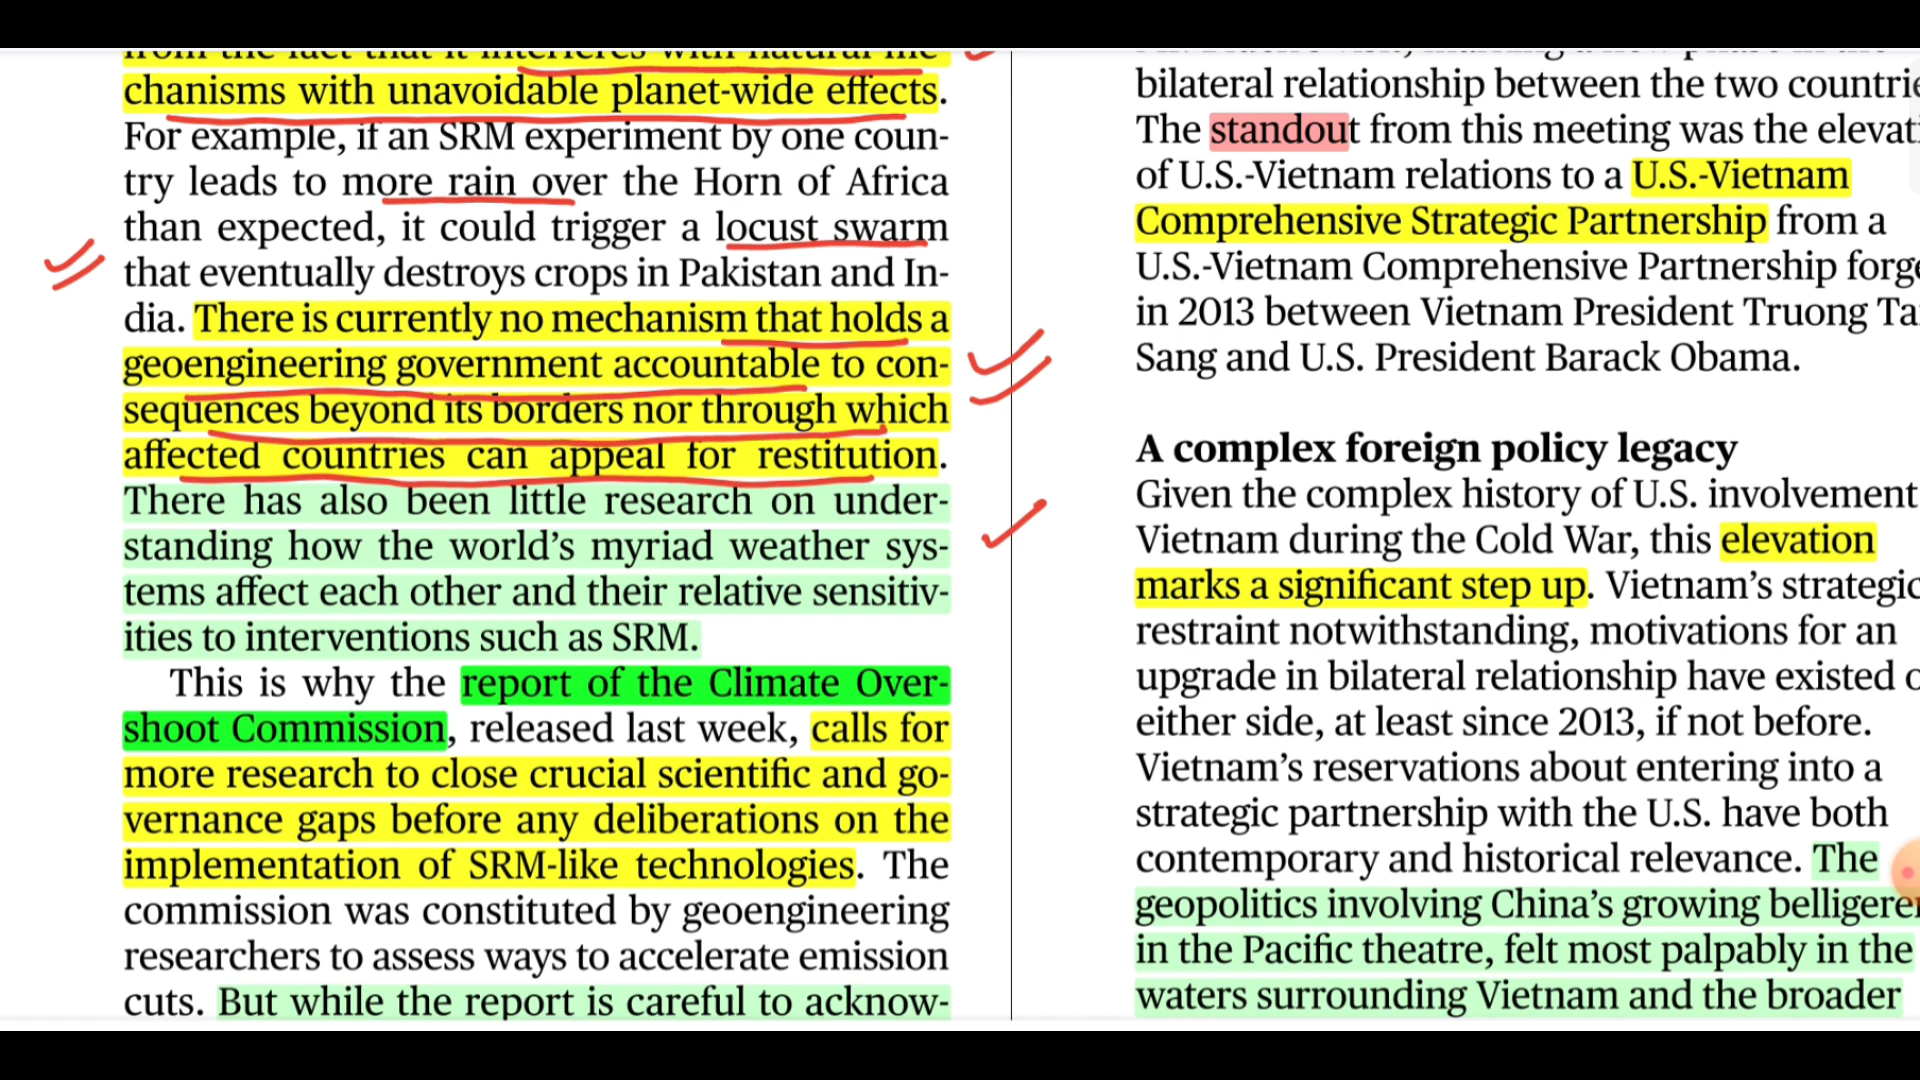 from the fact that it interferes with natural me-
chanisms with unavoidable planet-wide effects.
For example, if an SRM experiment by one coun-
try leads to more rain over the Horn of Africa
than expected, it could trigger a locust swarm
that eventually destroys crops in Pakistan and In-
dia. There is currently no mechanism that holds a
geoengineering government accountable to con-
sequences beyond its borders nor through which
affected countries can appeal for restitution.
There has also been little research on under-
standing how the world's myriad weather sys-
tems affect each other and their relative sensitiv-
ities to interventions such as SRM.
This is why the report of the Climate Over-
shoot Commission, released last week, calls for
more research to close crucial scientific and go-
vernance gaps before any deliberations on the
implementation of SRM-like technologies. The
commission was constituted by geoengineering
researchers to assess ways to accelerate emission
cuts. But while the report is careful to acknow-
bilateral relationship between the two countrie
The standout from this meeting was the elevat
of U.S.-Vietnam relations to a U.S.-Vietnam
Comprehensive Strategic Partnership from a
U.S.-Vietnam Comprehensive Partnership forge
in 2013 between Vietnam President Truong Ta
Sang and U.S. President Barack Obama.
A complex foreign policy legacy
Given the complex history of U.S. involvement
Vietnam during the Cold War, this elevation
marks a significant step up. Vietnam's strategic
restraint notwithstanding, motivations for an
upgrade in bilateral relationship have existed o
either side, at least since 2013, if not before.
Vietnam's reservations about entering into a
strategic partnership with the U.S. have both
contemporary and historical relevance. The
geopolitics involving China's growing belligere
in the Pacific theatre, felt most palpably in the
waters surrounding Vietnam and the broader